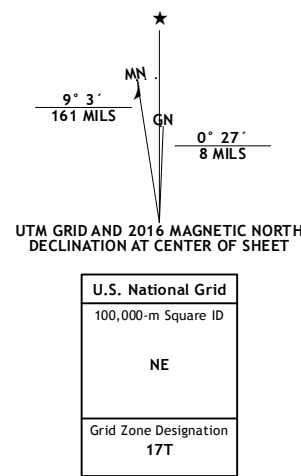 MN
9° 3´
161 MILS
GN
0° 27´
8 MILS
UTM GRID AND 2016 MAGNETIC NORTH
DECLINATION AT CENTER OF SHEET
U.S. National Grid
100,000-m Square ID
NE
Grid Zone Designation
17T